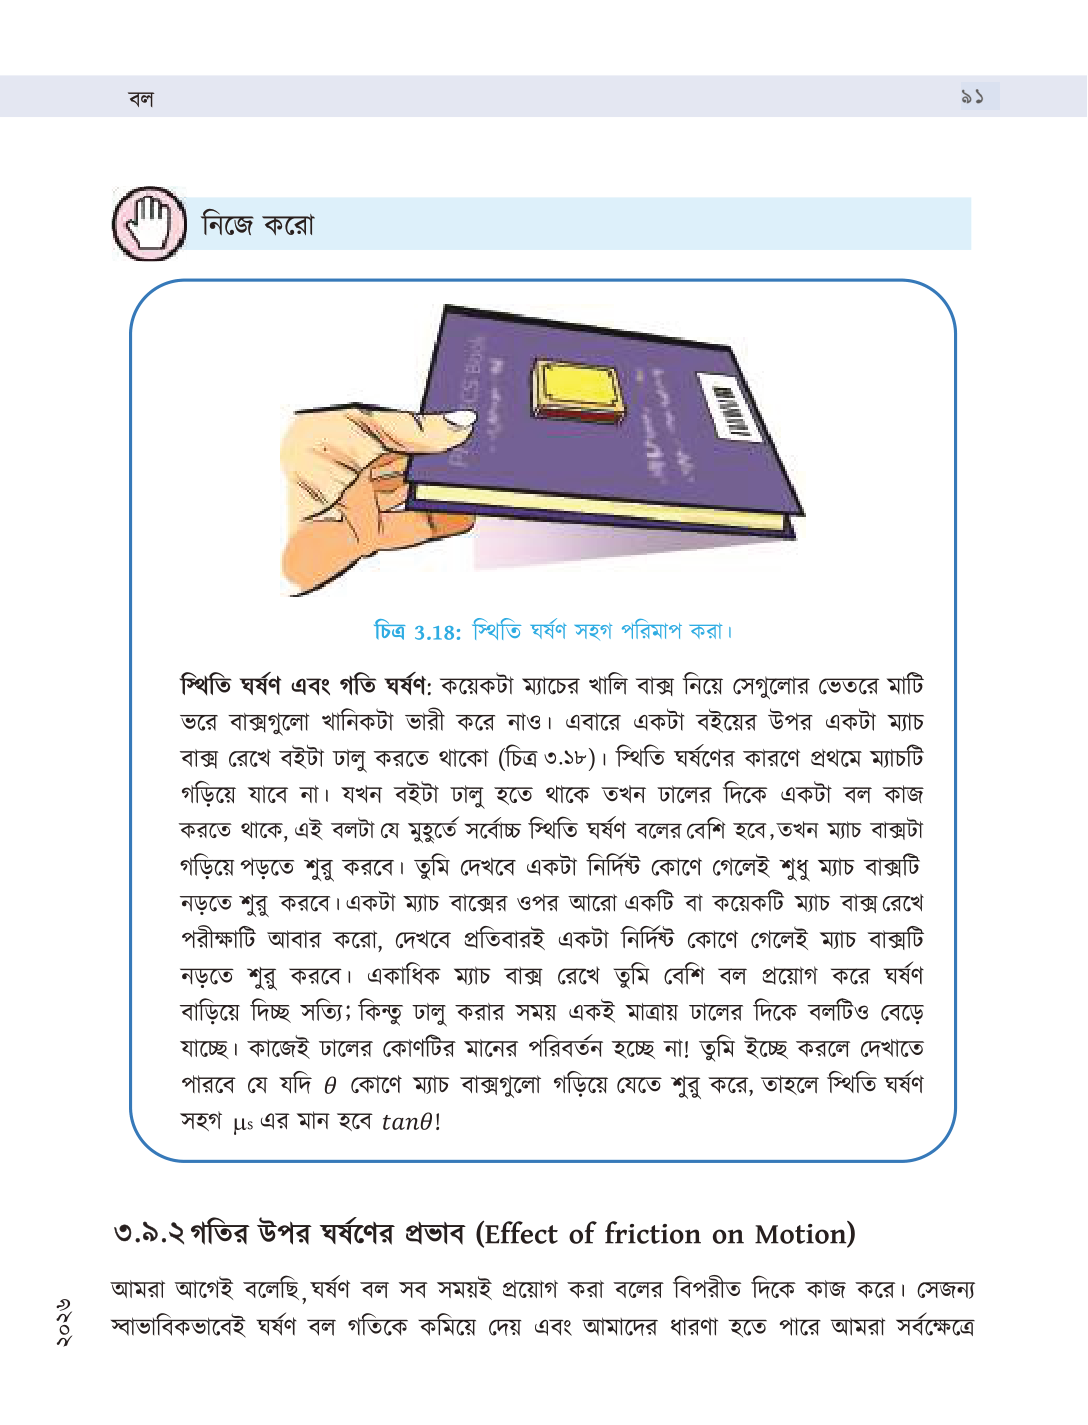 বল
৯১
নিজে করো
চিত্র 3.18: স্থিতি ঘর্ষণ সহগ পরিমাপ করা।
স্থিতি ঘর্ষণ এবং গতি ঘর্ষণ: কয়েকটা ম্যাচের খালি বাক্স নিয়ে সেগুলোর ভেতরে মাটি
ভরে বাক্সগুলো খানিকটা ভারী করে নাও। এবারে একটা বইয়ের উপর একটা ম্যাচ
বাক্স রেখে বইটা ঢালু করতে থাকো (চিত্র ৩.১৮)। স্থিতি ঘর্ষণের কারণে প্রথমে ম্যাচটি
গড়িয়ে যাবে না। যখন বইটা ঢালু হতে থাকে তখন ঢালের দিকে একটা বল কাজ
করতে থাকে, এই বলটা যে মুহুর্তে সর্বোচ্চ স্থিতি ঘর্ষণ বলের বেশি হবে,তখন ম্যাচ বাক্সটা
গড়িয়ে পড়তে শুরু করবে। তুমি দেখবে একটা নির্দিষ্ট কোণে গেলেই শুধু ম্যাচ বাক্সটি
নড়তে শুরু করবে। একটা ম্যাচ বাক্সের ওপর আরো একটি বা কয়েকটি ম্যাচ বাক্স রেখে
পরীক্ষাটি আবার করো, দেখবে প্রতিবারই একটা নির্দিষ্ট কোণে গেলেই ম্যাচ বাক্সটি
নড়তে শুরু করবে। একাধিক ম্যাচ বাক্স রেখে তুমি বেশি বল প্রয়োগ করে ঘর্ষণ
বাড়িয়ে দিচ্ছ সত্যি; কিন্তু ঢালু করার সময় একই মাত্রায় ঢালের দিকে বলটিও বেড়ে
যাচ্ছে। কাজেই ঢালের কোণটির মানের পরিবর্তন হচ্ছে না! তুমি ইচ্ছে করলে দেখাতে
পারবে যে যদি θ কোণে ম্যাচ বাক্সগুলো গড়িয়ে যেতে শুরু করে, তাহলে স্থিতি ঘর্ষণ
সহগ μs এর মান হবে tanθ!
৩.৯.২ গতির উপর ঘর্ষণের প্রভাব (Effect of friction on Motion)
আমরা আগেই বলেছি, ঘর্ষণ বল সব সময়ই প্রয়োগ করা বলের বিপরীত দিকে কাজ করে। সেজন্য
স্বাভাবিকভাবেই ঘর্ষণ বল গতিকে কমিয়ে দেয় এবং আমাদের ধারণা হতে পারে আমরা সর্বক্ষেত্রে
২০২৬